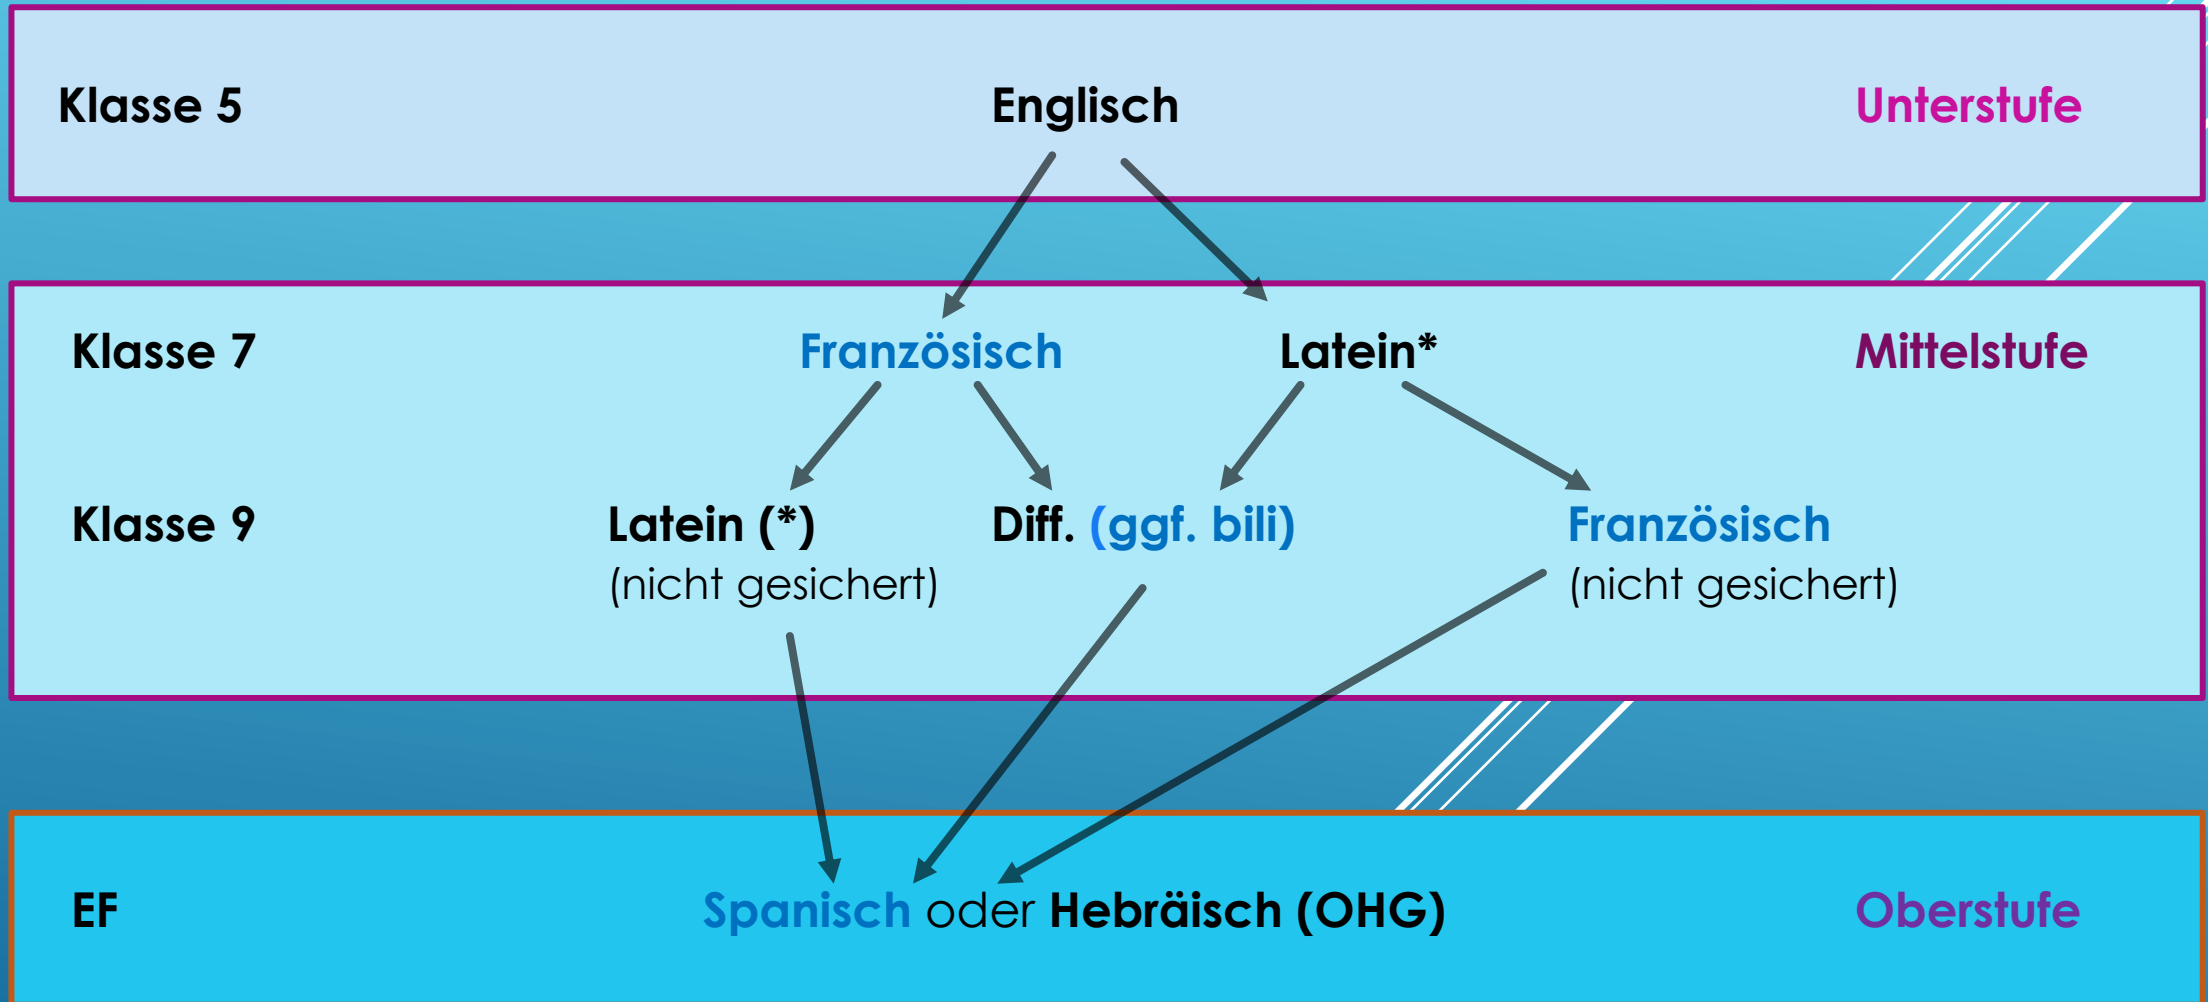 Klasse 5 Englisch Unterstufe
Klasse 7 Französisch Latein* Mittelstufe
Klasse 9 Latein (*) Diff. (ggf. bili) Französisch
(nicht gesichert) (nicht gesichert)
EF Spanisch oder Hebräisch (OHG) Oberstufe